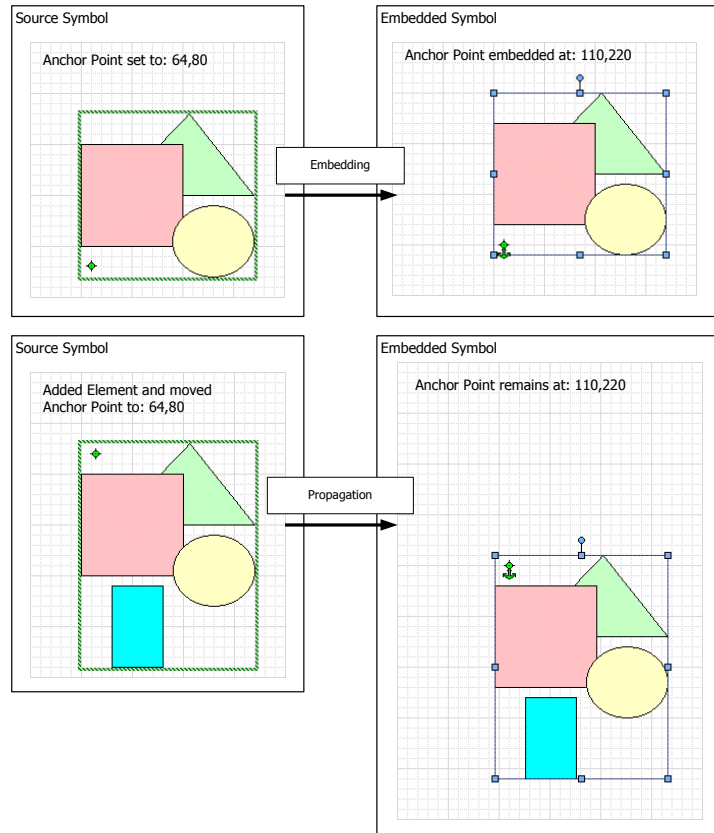 Source Symbol
Anchor Point set to: 64,80
Embedding
Embedded Symbol
Anchor Point embedded at: 110,220
Source Symbol
Added Element and moved
Anchor Point to: 64,80
Propagation
Embedded Symbol
Anchor Point remains at: 110,220